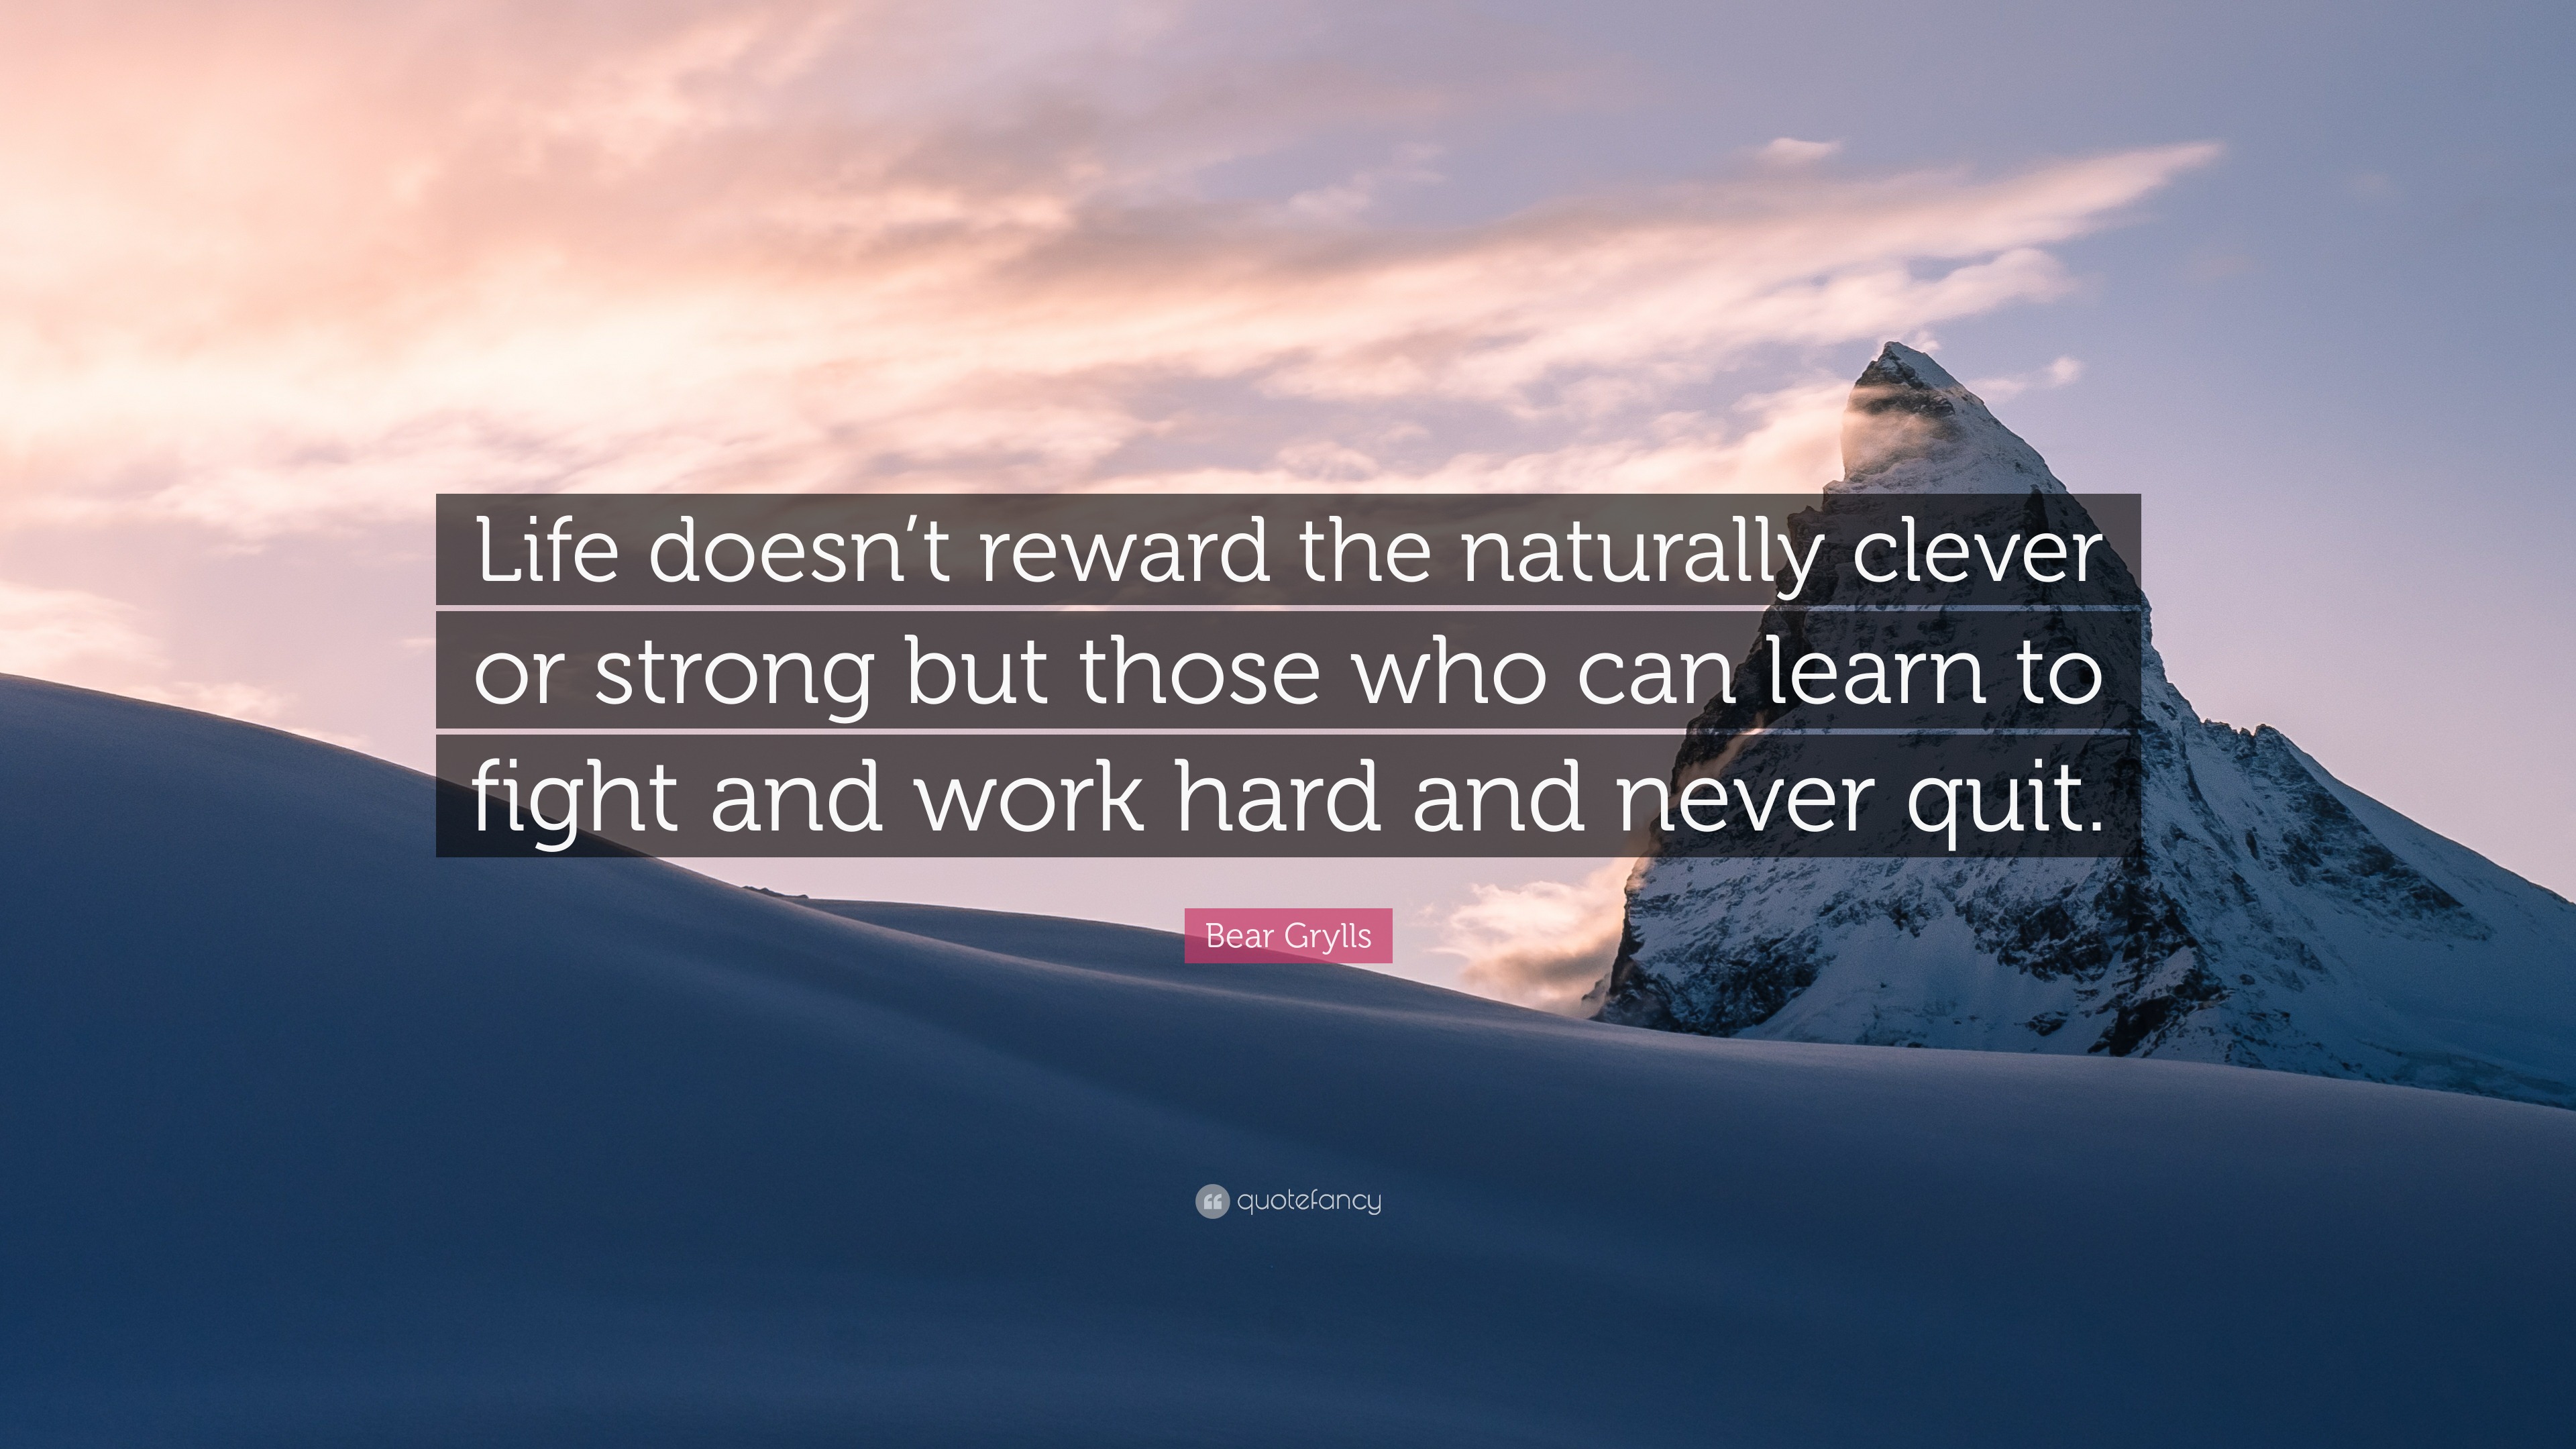 Life doesn’t reward the naturally clever
or strong but those who can learn to
fight and work hard and never quit.
Bear Grylls
quotefancy